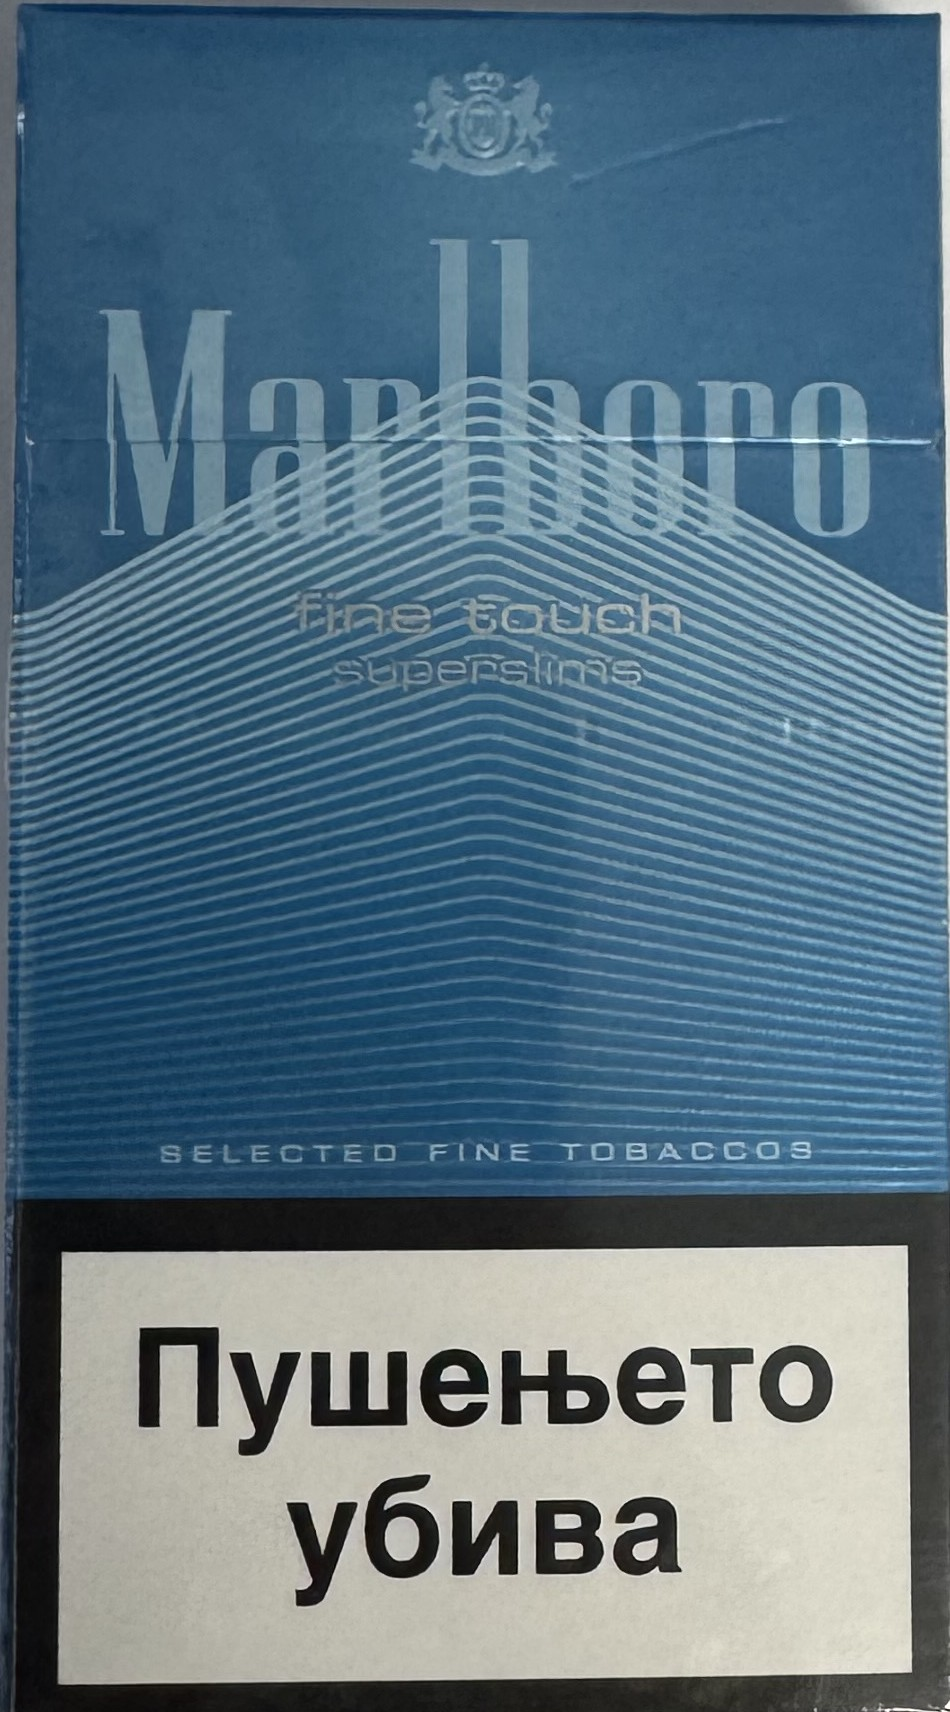 Marlboro
fine touch
superslims
SELECTED FINE TOBACCOS
Пушењето
убива